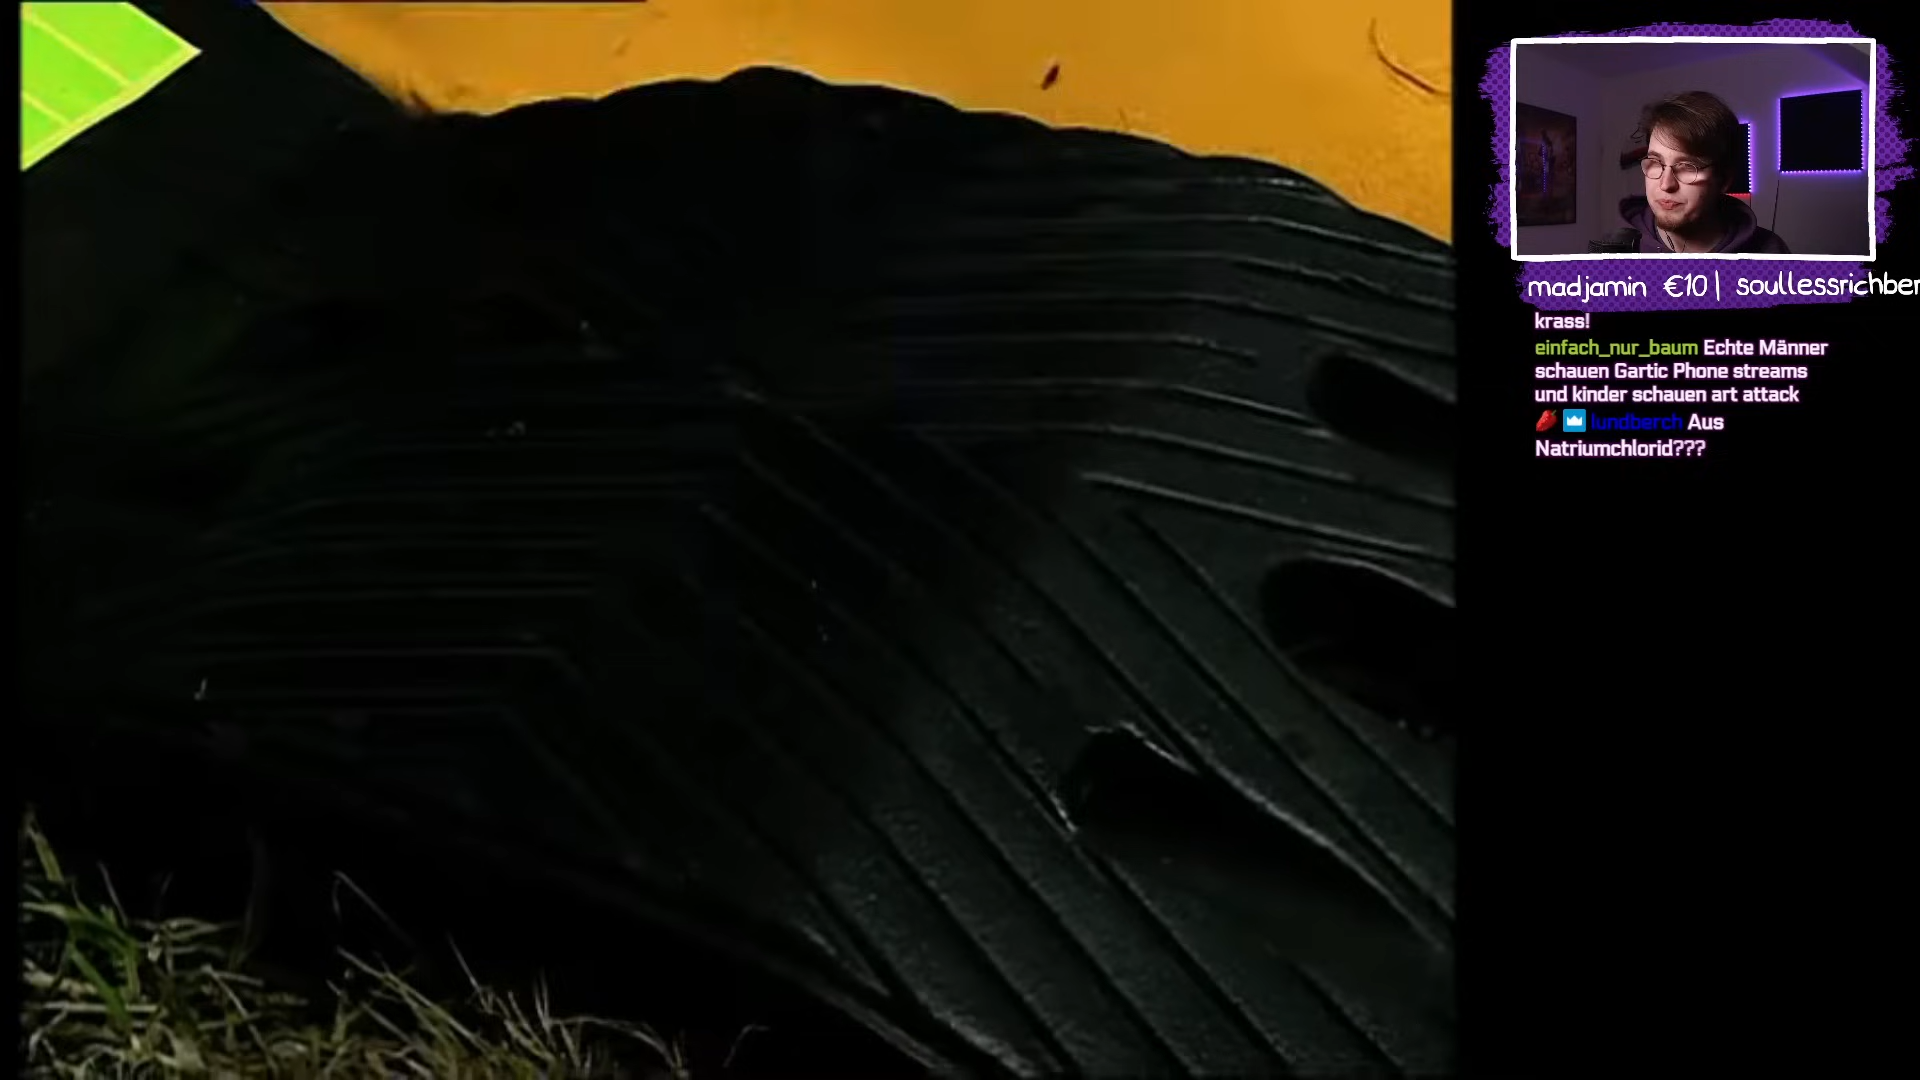 madjamin €10 | soullessrichber
krass!
einfach_nur_baum Echte Männer
schauen Gartic Phone streams
und kinder schauen art attack
lundberch Aus
Natriumchlorid???